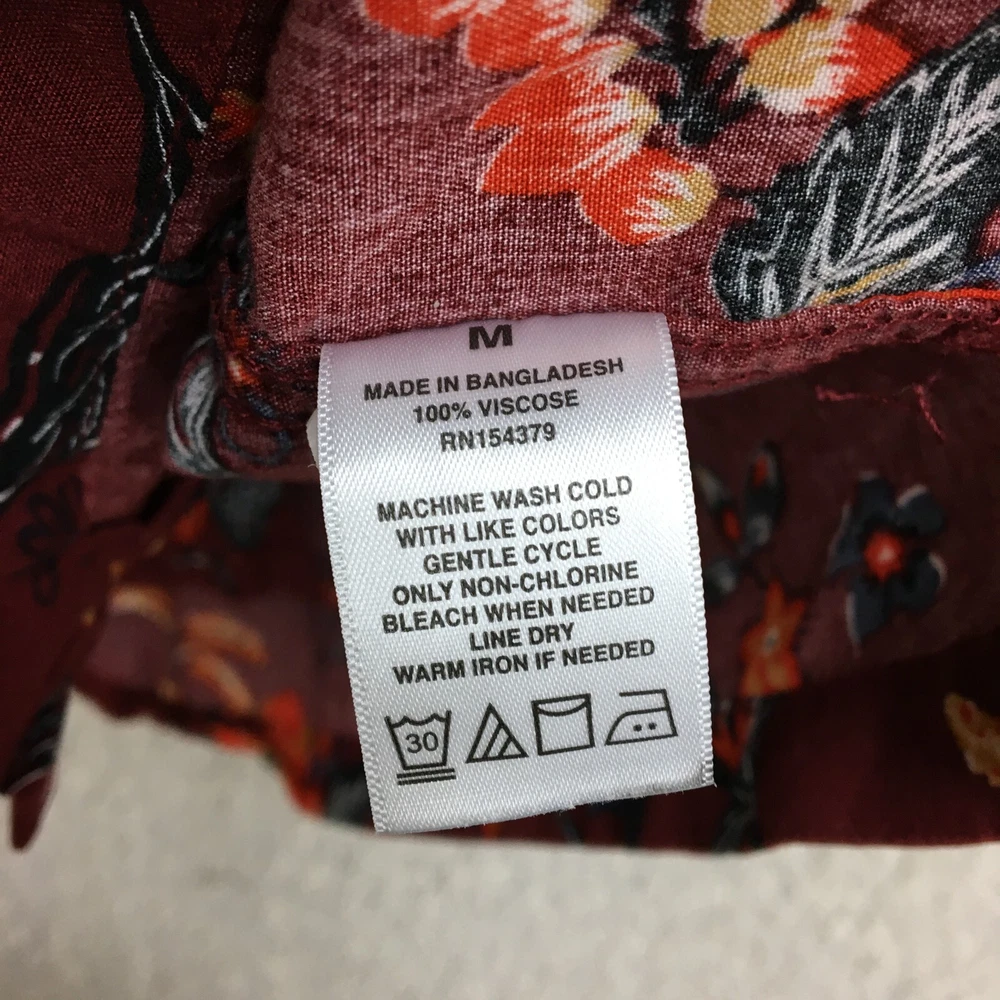 M
MADE IN BANGLADESH
100% VISCOSE
RN154379
MACHINE WASH COLD
WITH LIKE COLORS
GENTLE CYCLE
ONLY NON-CHLORINE
BLEACH WHEN NEEDED
LINE DRY
WARM IRON IF NEEDED
30